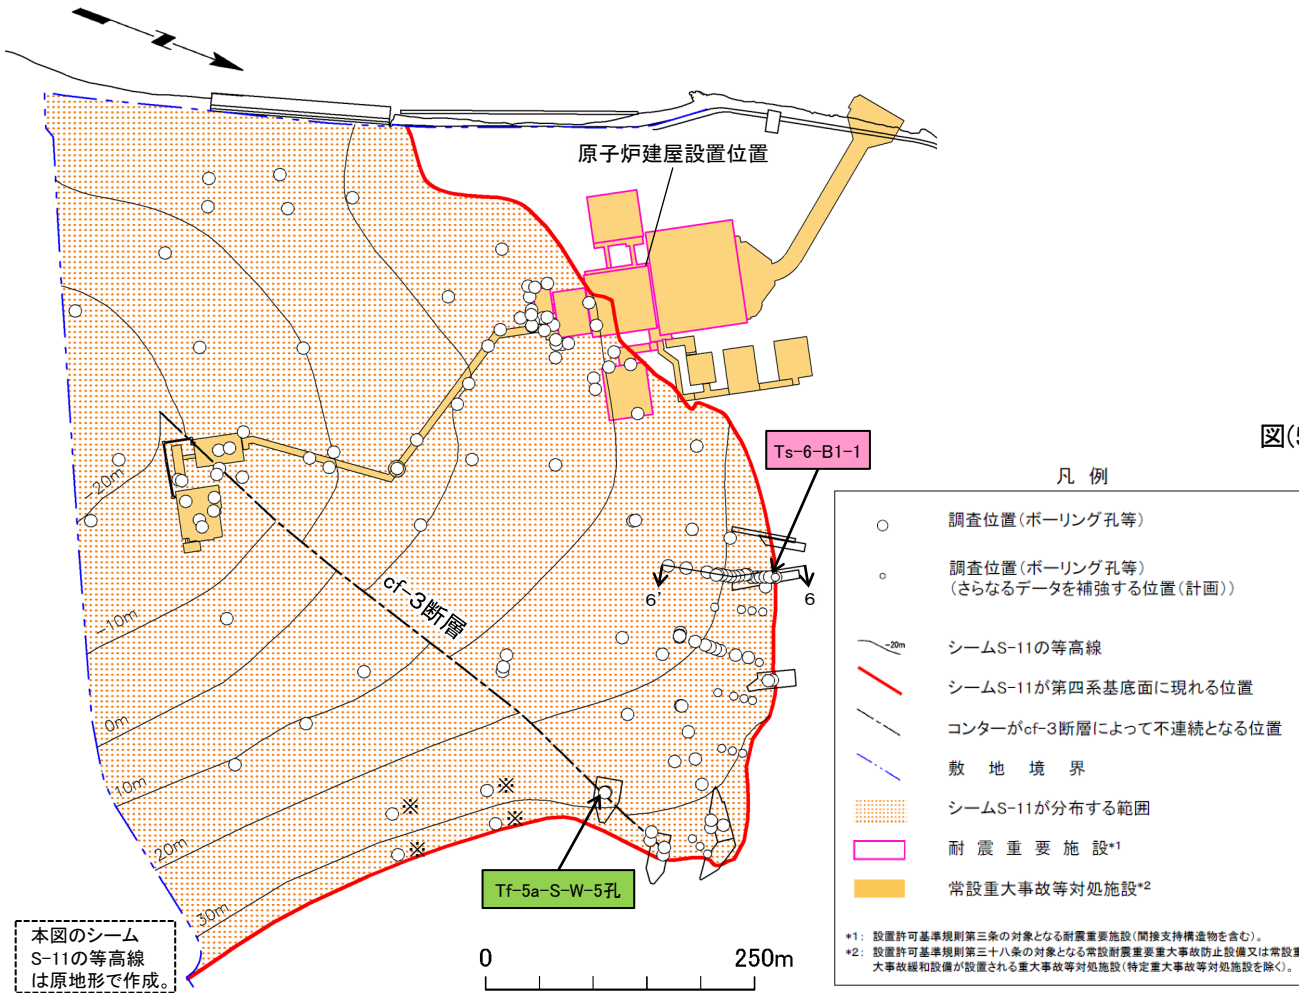 原子炉建屋設置位置
Ts-6-B1-1
図(5
凡 例
調査位置(ボーリング孔等)
調査位置(ボーリング孔等)
(さらなるデータを補強する位置(計画))
-20m
シームS-11の等高線
シームS-11が第四系基底面に現れる位置
コンターがcf-3断層によって不連続となる位置
敷 地 境 界
シームS-11が分布する範囲
耐 震 重 要 施 設*1
常設重大事故等対処施設*2
*1: 設置許可基準規則第三条の対象となる耐震重要施設(間接支持構造物を含む)。
*2: 設置許可基準規則第三十八条の対象となる常設耐震重要重大事故防止設備又は常設重
大事故緩和設備が設置される重大事故等対処施設(特定重大事故等対処施設を除く)。
-20m
cf-3断層
6'
6
-10m
0m
10m
20m
30m
※
※
※
※
Tf-5a-S-W-5孔
本図のシーム
S-11の等高線
は原地形で作成。
0
250m